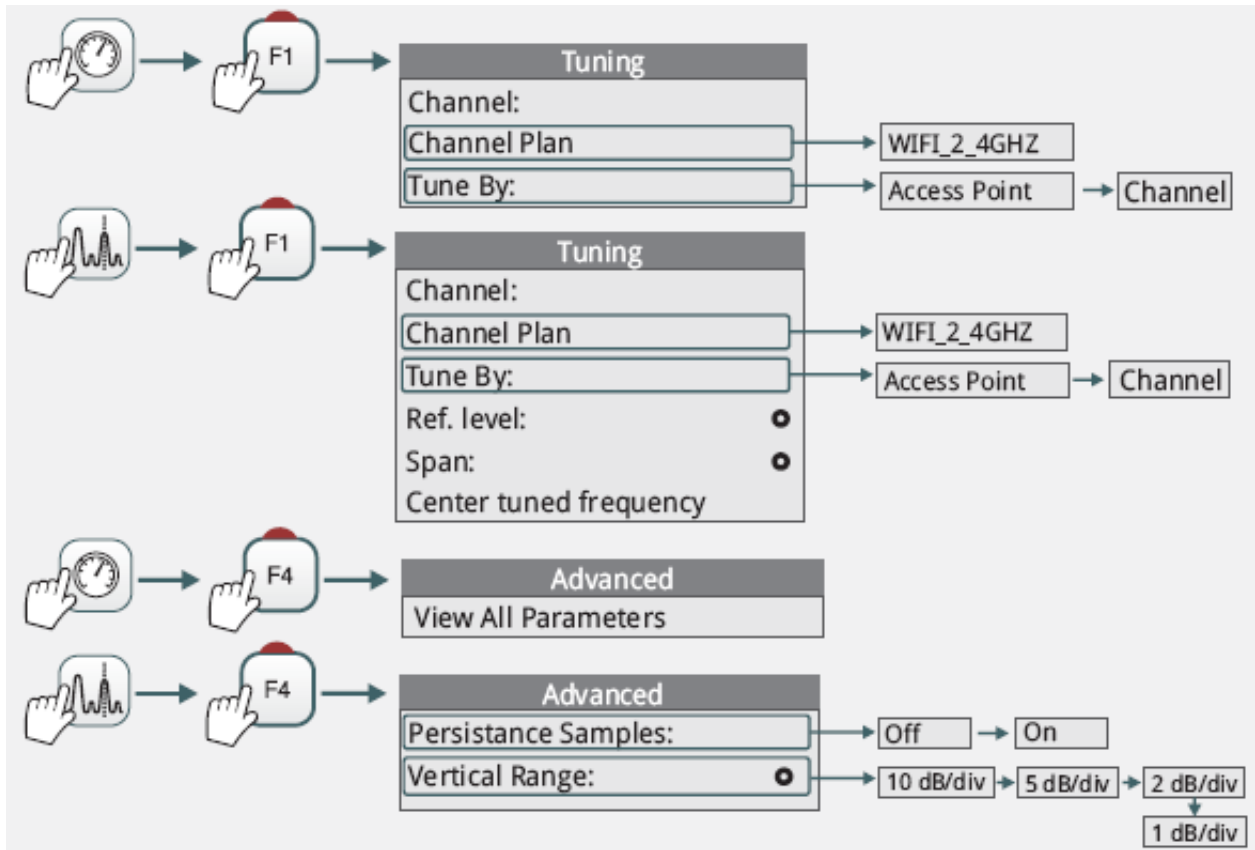 F1
Tuning
Channel:
Channel Plan
WIFI_2_4GHZ
Tune By:
Access Point
Channel
F1
Tuning
Channel:
Channel Plan
WIFI_2_4GHZ
Tune By:
Access Point
Channel
Ref. level:
Span:
Center tuned frequency
F4
Advanced
View All Parameters
F4
Advanced
Persistance Samples:
Off
On
Vertical Range:
10 dB/div
5 dB/div
2 dB/div
1 dB/div